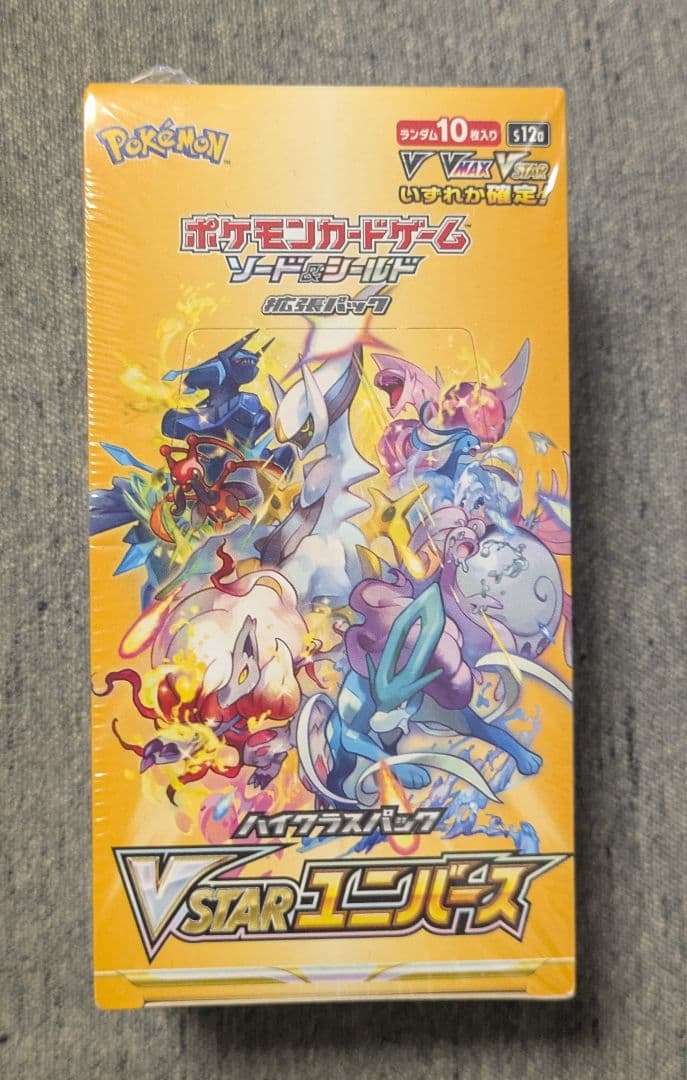 Pokémon™
ランダム10枚入り s12a
V VMAX VSTAR
いずれか確定!
ポケモンカードゲーム™
ソード&シールド
拡張パック
ハイクラスパック
VSTARユニバース